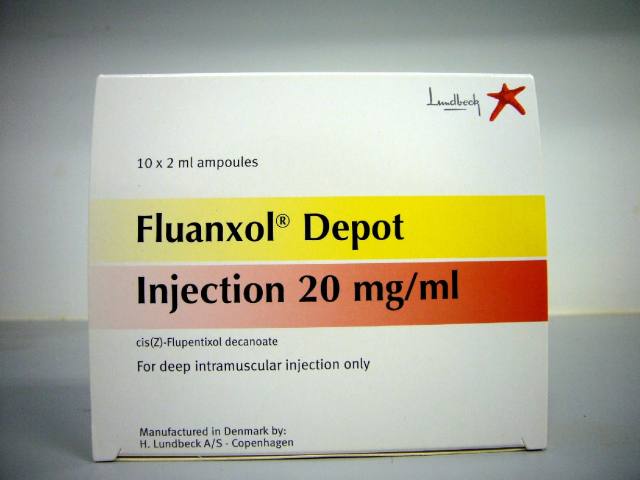 Lundbeck
10 x 2 ml ampoules
Fluanxol® Depot
Injection 20 mg/ml
cis(Z)-Flupentixol decanoate
For deep intramuscular injection only
Manufactured in Denmark by:
H. Lundbeck A/S - Copenhagen